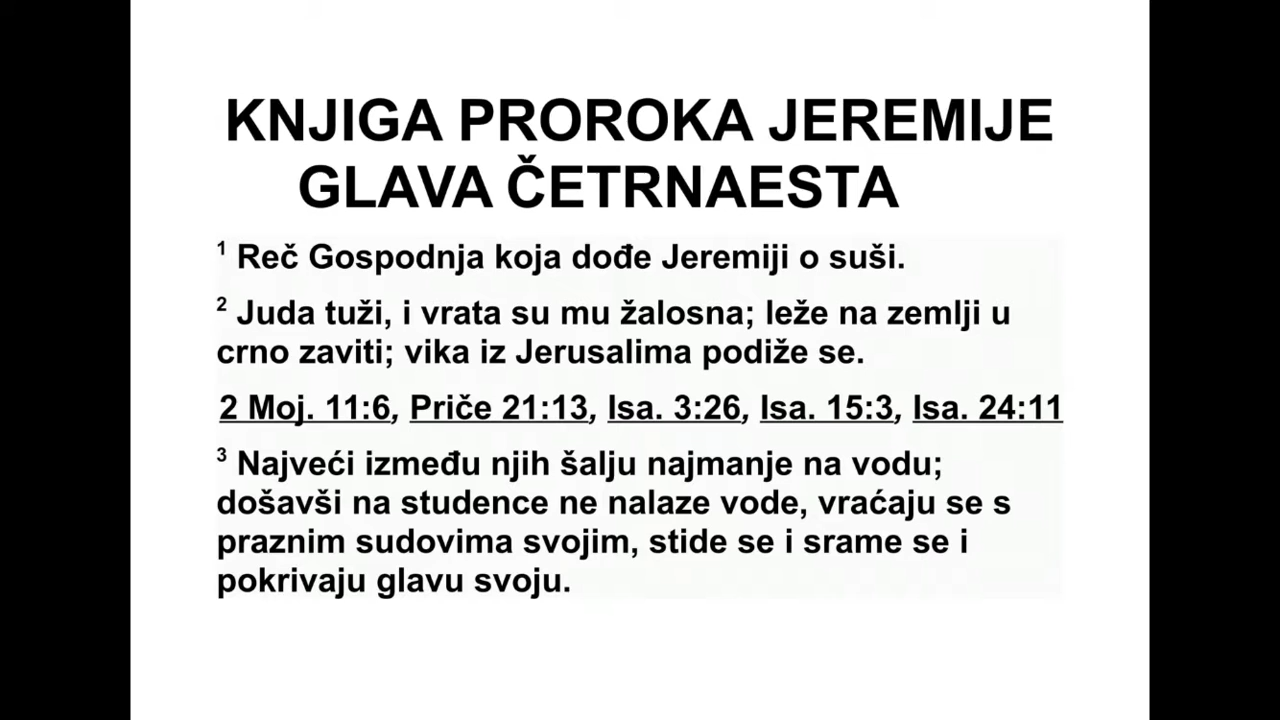 KNJIGA PROROKA JEREMIJE
GLAVA ČETRNAESTA
1 Reč Gospodnja koja dođe Jeremiji o suši.
2 Juda tuži, i vrata su mu žalosna; leže na zemlji u
crno zaviti; vika iz Jerusalima podiže se.
2 Moj. 11:6, Priče 21:13, Isa. 3:26, Isa. 15:3, Isa. 24:11
3 Najveći između njih šalju najmanje na vodu;
došavši na studence ne nalaze vode, vraćaju se s
praznim sudovima svojim, stide se i srame se i
pokrivaju glavu svoju.